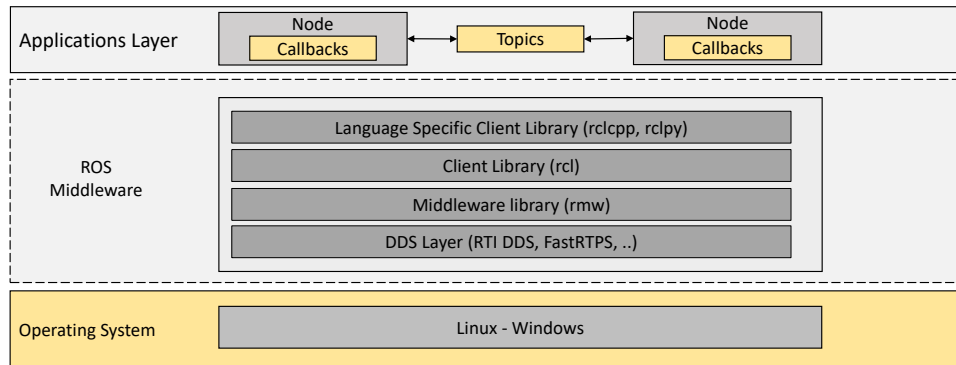 Applications Layer
Node
Callbacks
Topics
Node
Callbacks
ROS
Middleware
Language Specific Client Library (rclcpp, rclpy)
Client Library (rcl)
Middleware library (rmw)
DDS Layer (RTI DDS, FastRTPS, ..)
Operating System
Linux - Windows